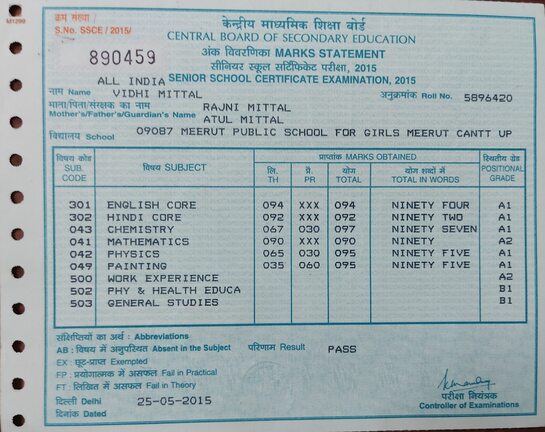 M1299
क्रम संख्या /
S.No. SSCE / 2015/
890459
केन्द्रीय माध्यमिक शिक्षा बोर्ड
CENTRAL BOARD OF SECONDARY EDUCATION
अंक विवरणिका MARKS STATEMENT
सीनियर स्कूल सर्टिफिकेट परीक्षा, 2015
ALL INDIA SENIOR SCHOOL CERTIFICATE EXAMINATION, 2015
नाम Name VIDHI MITTAL अनुक्रमांक Roll No. 5896420
माता/पिता/संरक्षक का नाम RAJNI MITTAL
Mother's/Father's/Guardian's Name ATUL MITTAL
विद्यालय School 09087 MEERUT PUBLIC SCHOOL FOR GIRLS MEERUT CANTT UP
विषय कोड SUB. CODE विषय SUBJECT प्राप्तांक MARKS OBTAINED स्थितीय ग्रेड POSITIONAL GRADE
लि. TH प्रै. PR योग TOTAL योग शब्दों में TOTAL IN WORDS
301 ENGLISH CORE 094 XXX 094 NINETY FOUR A1
302 HINDI CORE 092 XXX 092 NINETY TWO A1
043 CHEMISTRY 067 030 097 NINETY SEVEN A1
041 MATHEMATICS 090 XXX 090 NINETY A2
042 PHYSICS 065 030 095 NINETY FIVE A1
049 PAINTING 035 060 095 NINETY FIVE A1
500 WORK EXPERIENCE A2
502 PHY & HEALTH EDUCA B1
503 GENERAL STUDIES B1
संक्षिप्तियों का अर्थ : Abbreviations
AB : विषय में अनुपस्थित Absent in the Subject परिणाम Result PASS
EX : छूट-प्राप्त Exempted
FP : प्रयोगात्मक में असफल Fail in Practical
FT : लिखित में असफल Fail in Theory
दिल्ली Delhi 25-05-2015 परीक्षा नियंत्रक
दिनांक Dated Controller of Examinations